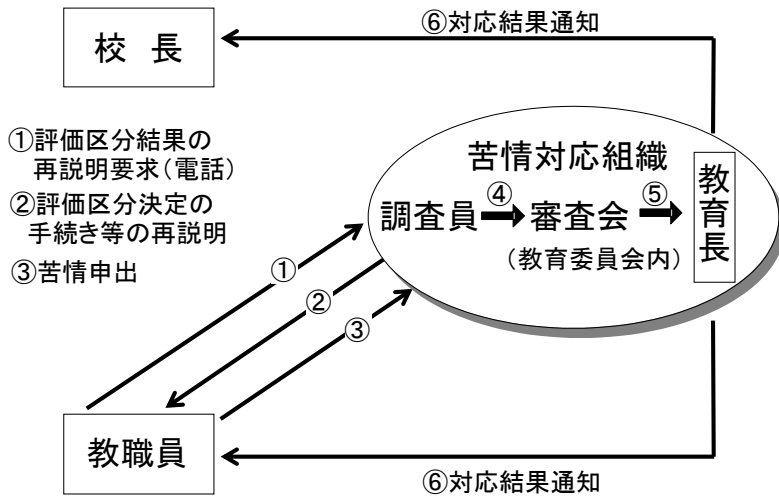 ⑥対応結果通知
校 長
①評価区分結果の
再説明要求(電話)
②評価区分決定の
手続き等の再説明
③苦情申出
苦情対応組織
調査員
④
審査会
⑤
教育長
(教育委員会内)
①
②
③
教職員
⑥対応結果通知